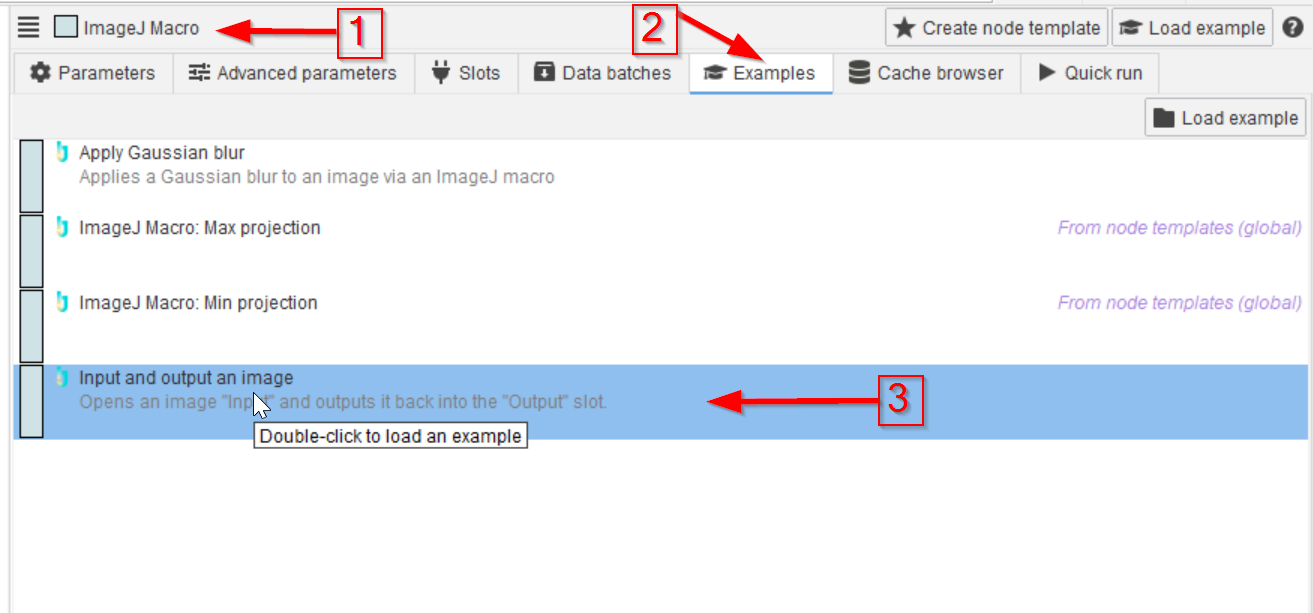 ImageJ Macro
1
2
Create node template
Load example
Parameters
Advanced parameters
Slots
Data batches
Examples
Cache browser
Quick run
Load example
Apply Gaussian blur
Applies a Gaussian blur to an image via an ImageJ macro
ImageJ Macro: Max projection
From node templates (global)
ImageJ Macro: Min projection
From node templates (global)
Input and output an image
Opens an image "Input" and outputs it back into the "Output" slot.
3
Double-click to load an example